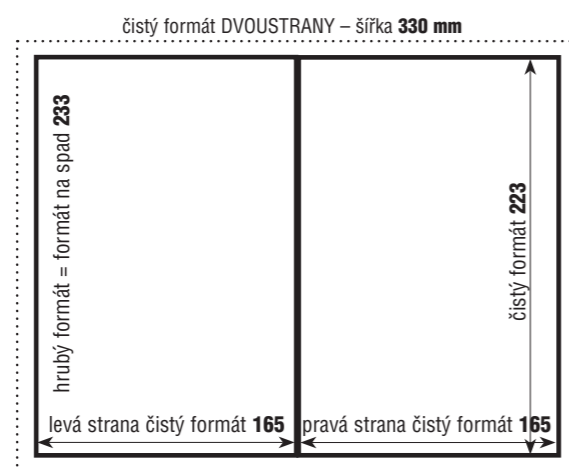 čistý formát DVOUSTRANY – šířka 330 mm
hrubý formát = formát na spad 233
čistý formát 223
levá strana čistý formát 165
pravá strana čistý formát 165